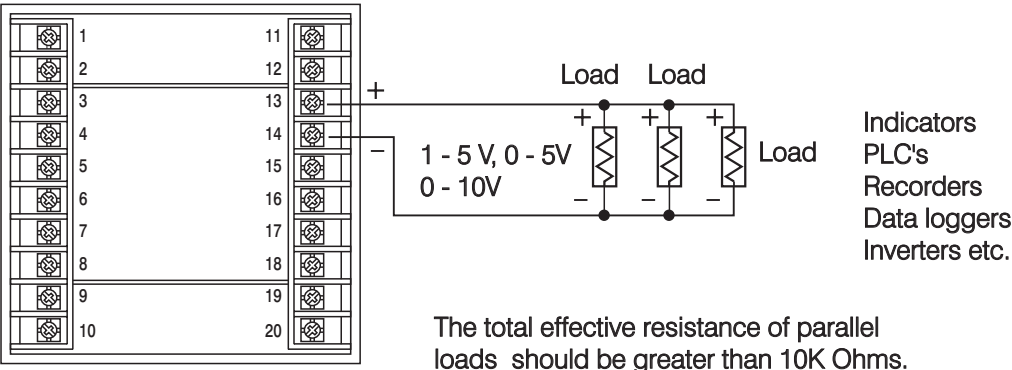 1
2
3
4
5
6
7
8
9
10
11
12
13
14
15
16
17
18
19
20
+
−
1 - 5 V, 0 - 5V
0 - 10V
Load Load
+ + +
Load
− − −
Indicators
PLC's
Recorders
Data loggers
Inverters etc.
The total effective resistance of parallel
loads should be greater than 10K Ohms.